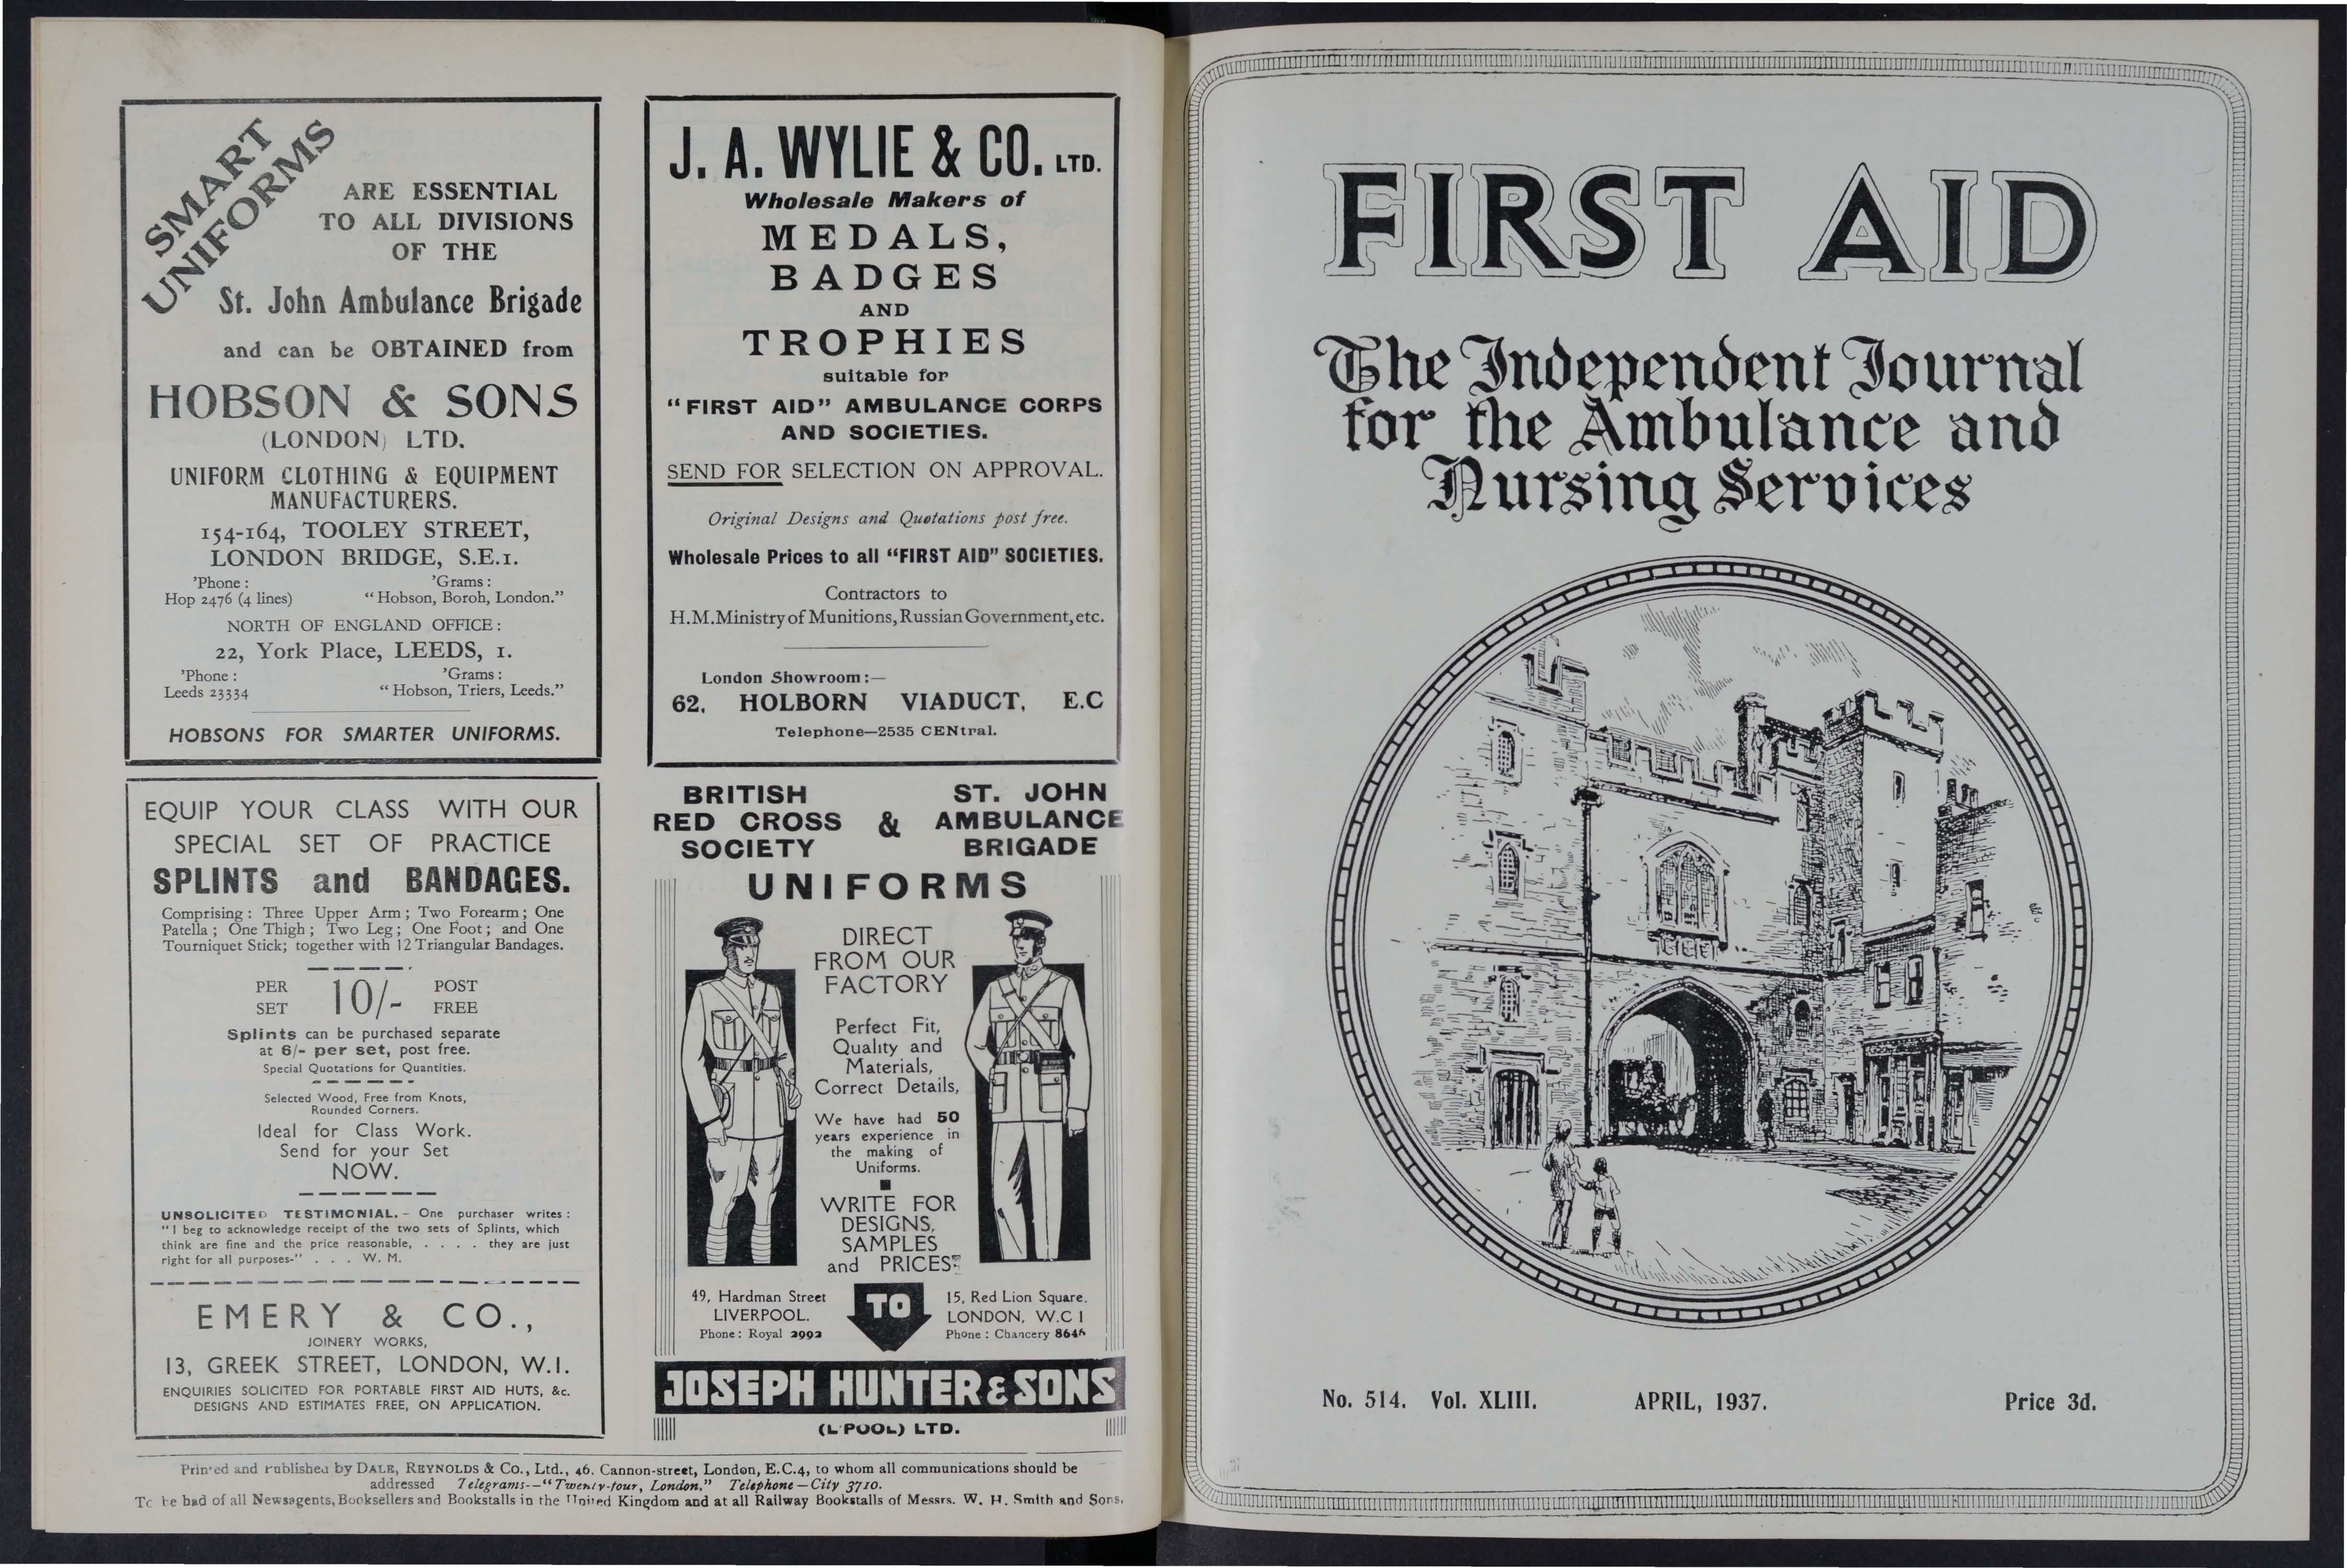 SMART
UNIFORMS
ARE ESSENTIAL
TO ALL DIVISIONS
OF THE
St. John Ambulance Brigade
and can be OBTAINED from
HOBSON & SONS
(LONDON) LTD.
UNIFORM CLOTHING & EQUIPMENT
MANUFACTURERS.
154-164, TOOLEY STREET,
LONDON BRIDGE, S.E.1.
'Phone : 'Grams :
Hop 2476 (4 lines) "Hobson, Boroh, London."
NORTH OF ENGLAND OFFICE :
22, York Place, LEEDS, 1.
'Phone : 'Grams :
Leeds 23334 "Hobson, Triers, Leeds."
HOBSONS FOR SMARTER UNIFORMS.
EQUIP YOUR CLASS WITH OUR
SPECIAL SET OF PRACTICE
SPLINTS and BANDAGES.
Comprising : Three Upper Arm ; Two Forearm ; One
Patella ; One Thigh ; Two Leg ; One Foot ; and One
Tourniquet Stick; together with 12 Triangular Bandages.
PER SET 10/- POST FREE
Splints can be purchased separate
at 6/- per set, post free.
Special Quotations for Quantities.
Selected Wood, Free from Knots,
Rounded Corners.
Ideal for Class Work.
Send for your Set
NOW.
UNSOLICITED TESTIMONIAL. – One purchaser writes :
"I beg to acknowledge receipt of the two sets of Splints, which
think are fine and the price reasonable, . . . . they are just
right for all purposes-" . . . W. M.
EMERY & CO.,
JOINERY WORKS,
13, GREEK STREET, LONDON, W.1.
ENQUIRIES SOLICITED FOR PORTABLE FIRST AID HUTS, &c.
DESIGNS AND ESTIMATES FREE, ON APPLICATION.
J. A. WYLIE & CO. LTD.
Wholesale Makers of
MEDALS,
BADGES
AND
TROPHIES
suitable for
"FIRST AID" AMBULANCE CORPS
AND SOCIETIES.
SEND FOR SELECTION ON APPROVAL.
Original Designs and Quotations post free.
Wholesale Prices to all "FIRST AID" SOCIETIES.
Contractors to
H.M. Ministry of Munitions, Russian Government, etc.
London Showroom :—
62, HOLBORN VIADUCT, E.C
Telephone—2535 CENtral.
BRITISH RED CROSS SOCIETY & ST. JOHN AMBULANCE BRIGADE
UNIFORMS
DIRECT
FROM OUR
FACTORY
Perfect Fit,
Quality and
Materials,
Correct Details,
We have had 50
years experience in
the making of
Uniforms.
WRITE FOR
DESIGNS,
SAMPLES
and PRICES
TO
49, Hardman Street
LIVERPOOL.
Phone : Royal 2992
15, Red Lion Square,
LONDON, W.C 1
Phone : Chancery 8646
JOSEPH HUNTER & SONS
(L'POOL) LTD.
Printed and Published by DALE, REYNOLDS & Co., Ltd., 46. Cannon-street, London, E.C.4, to whom all communications should be
addressed Telegrams--"Twenty-four, London." Telephone—City 3710.
To be had of all Newsagents, Booksellers and Bookstalls in the United Kingdom and at all Railway Bookstalls of Messrs. W. H. Smith and Sons.
FIRST AID
The Independent Journal
for the Ambulance and
Nursing Services
No. 514. Vol. XLIII. APRIL, 1937. Price 3d.